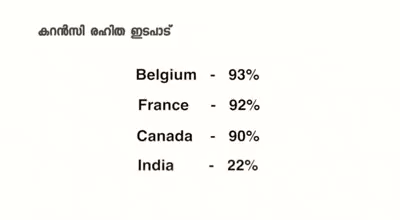 കറൻസി രഹിത ഇടപാട്
Belgium - 93%
France - 92%
Canada - 90%
India - 22%